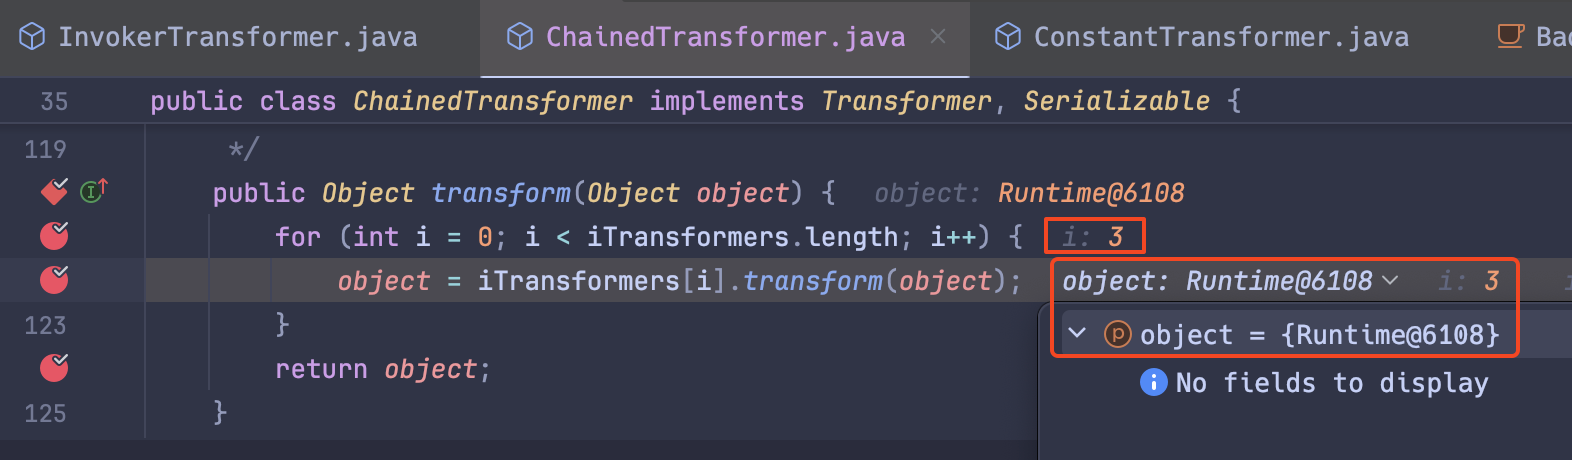 InvokerTransformer.java ChainedTransformer.java ConstantTransformer.java Bac
35 public class ChainedTransformer implements Transformer, Serializable {
119 */
public Object transform(Object object) { object: Runtime@6108
for (int i = 0; i < iTransformers.length; i++) { i: 3
object = iTransformers[i].transform(object); object: Runtime@6108 i: 3 i
123 }
object = {Runtime@6108}
return object;
No fields to display
125 }